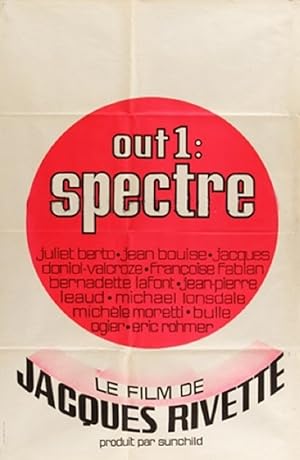 out 1:
spectre
juliet berto • jean bouise • jacques
doniol-valcroze • françoise fabian
bernadette lafont • jean-pierre
leaud • michael lonsdale
michèle moretti • bulle
ogier • eric rohmer
LE FILM DE
JACQUES RIVETTE
produit par sunchild